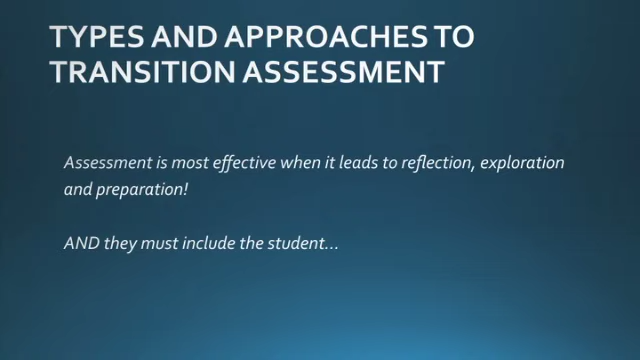 TYPES AND APPROACHES TO
TRANSITION ASSESSMENT
Assessment is most effective when it leads to reflection, exploration
and preparation!
AND they must include the student...